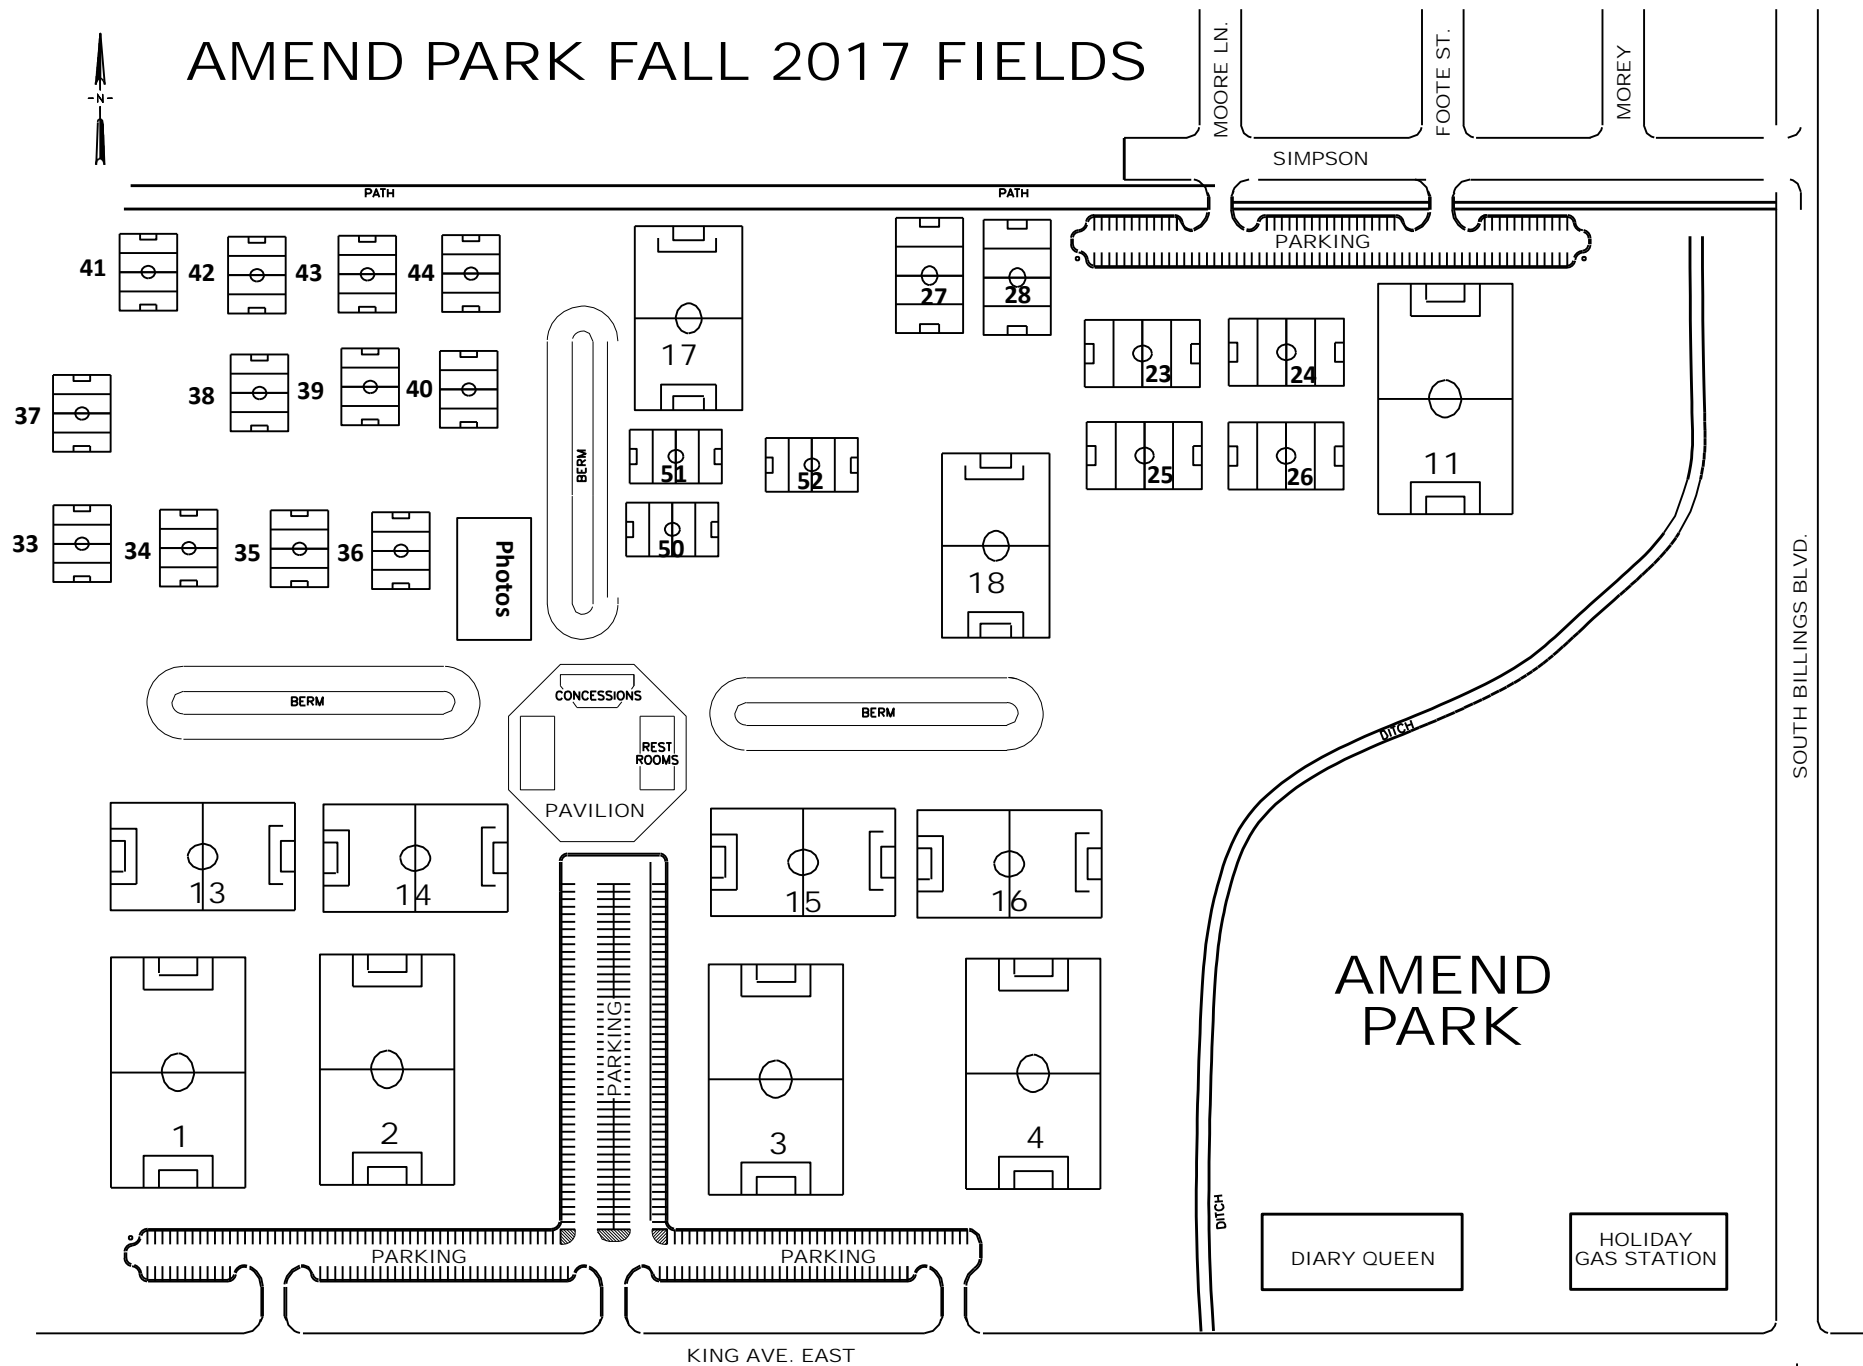 AMEND PARK FALL 2017 FIELDS
N
MOORE LN.
FOOTE ST.
MOREY
SIMPSON
PATH
PATH
PARKING
41
42
43
44
17
27
28
23
24
11
37
38
39
40
BERM
51
52
25
26
33
34
35
36
Photos
50
18
SOUTH BILLINGS BLVD.
BERM
CONCESSIONS
REST
ROOMS
PAVILION
BERM
DITCH
13
14
15
16
PARKING
AMEND
PARK
1
2
3
4
DITCH
PARKING
PARKING
DIARY QUEEN
HOLIDAY
GAS STATION
KING AVE. EAST